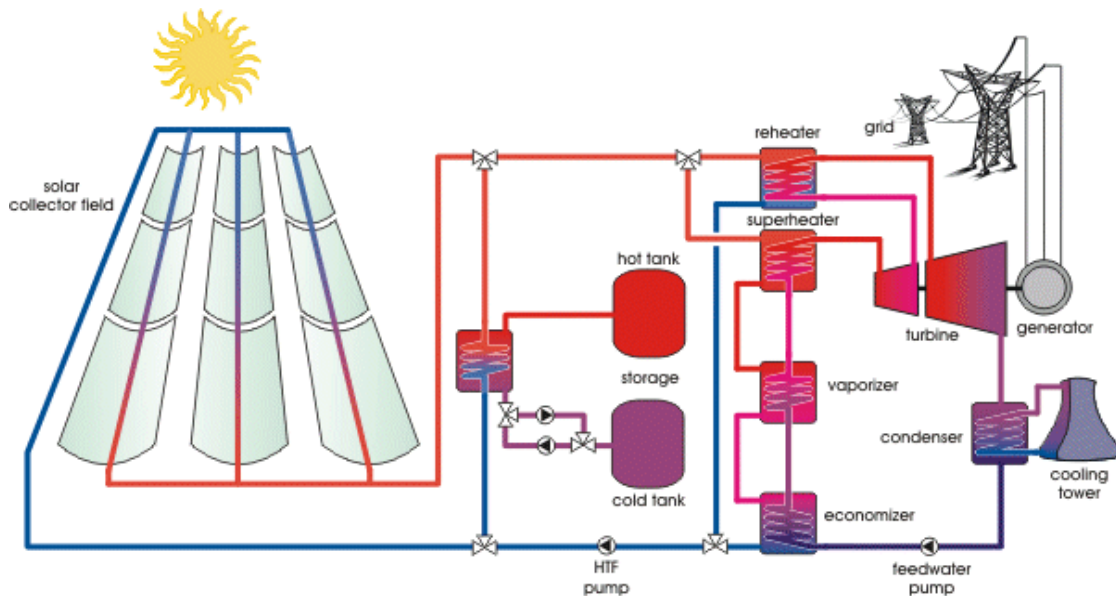 solar
collector field
hot tank
storage
cold tank
HTF
pump
reheater
superheater
vaporizer
economizer
feedwater
pump
grid
turbine
generator
condenser
cooling
tower